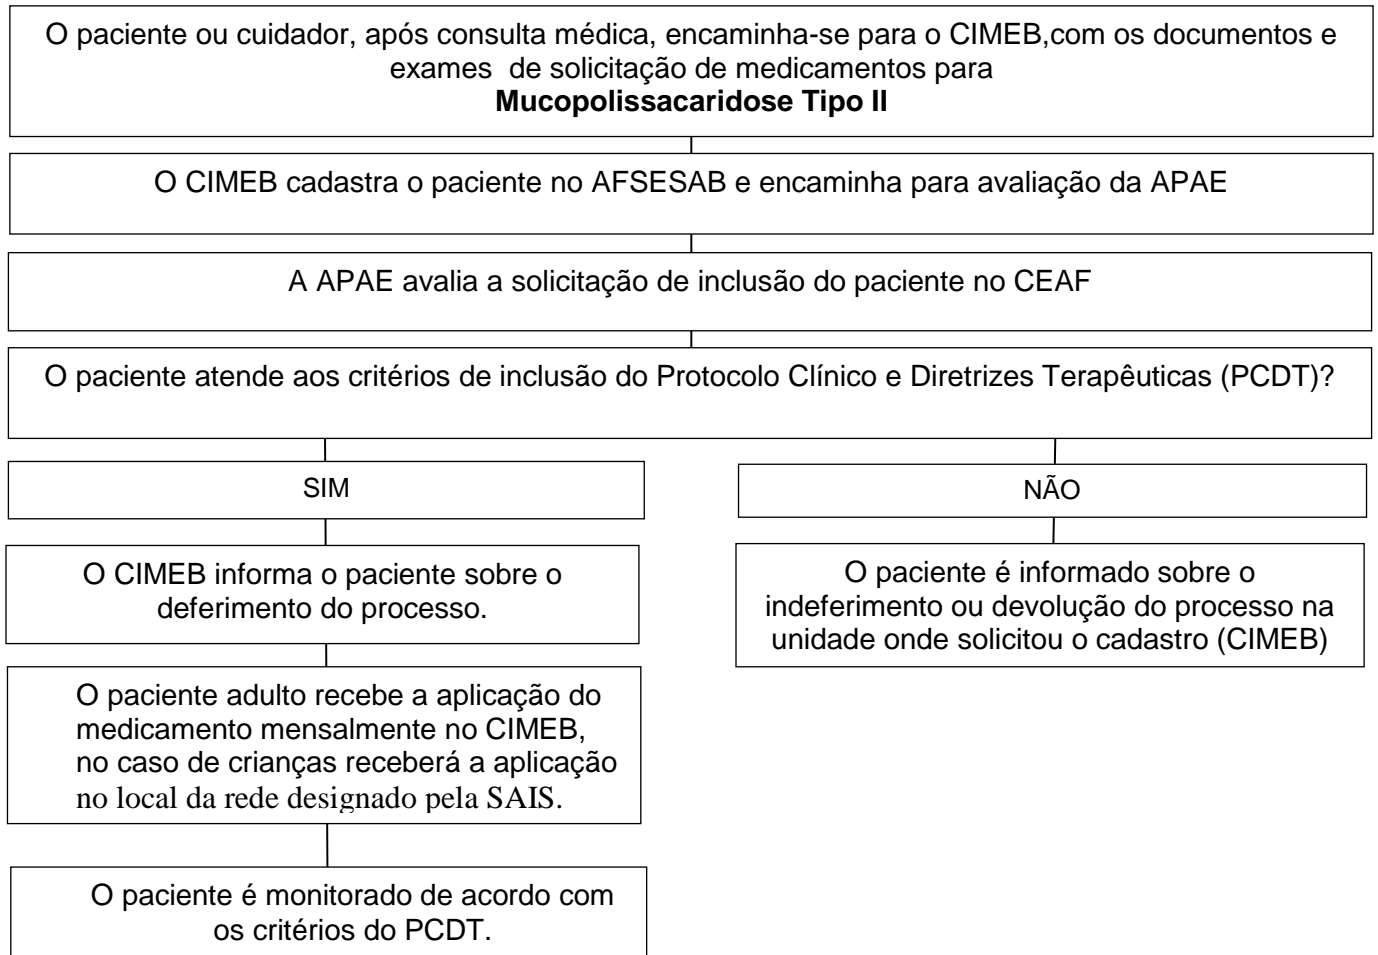 O paciente ou cuidador, após consulta médica, encaminha-se para o CIMEB,com os documentos e
exames de solicitação de medicamentos para
Mucopolissacaridose Tipo II
O CIMEB cadastra o paciente no AFSESAB e encaminha para avaliação da APAE
A APAE avalia a solicitação de inclusão do paciente no CEAF
O paciente atende aos critérios de inclusão do Protocolo Clínico e Diretrizes Terapêuticas (PCDT)?
SIM
NÃO
O CIMEB informa o paciente sobre o
deferimento do processo.
O paciente é informado sobre o
indeferimento ou devolução do processo na
unidade onde solicitou o cadastro (CIMEB)
O paciente adulto recebe a aplicação do
medicamento mensalmente no CIMEB,
no caso de crianças receberá a aplicação
no local da rede designado pela SAIS.
O paciente é monitorado de acordo com
os critérios do PCDT.